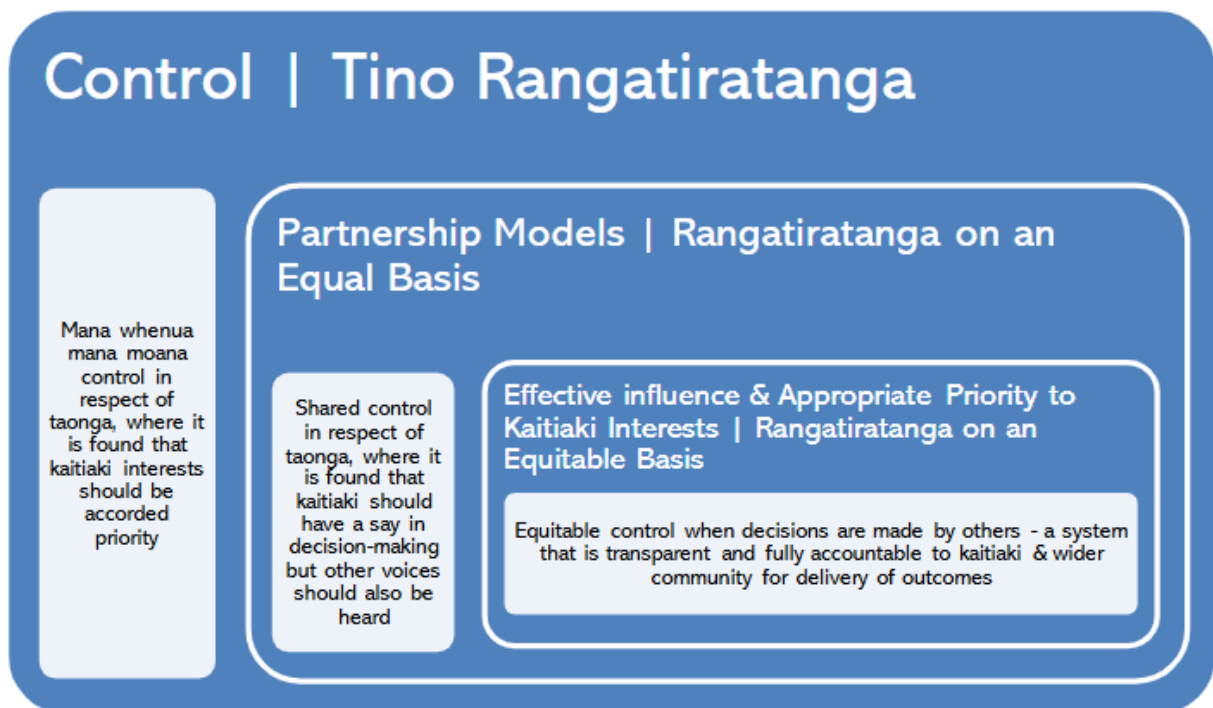 Control | Tino Rangatiratanga
Partnership Models | Rangatiratanga on an
Equal Basis
Mana whenua
mana moana
control in
respect of
taonga, where it
is found that
kaitiaki interests
should be
accorded
priority
Shared control
in respect of
taonga, where it
is found that
kaitiaki should
have a say in
decision-making
but other voices
should also be
heard
Effective influence & Appropriate Priority to
Kaitiaki Interests | Rangatiratanga on an
Equitable Basis
Equitable control when decisions are made by others - a system
that is transparent and fully accountable to kaitiaki & wider
community for delivery of outcomes